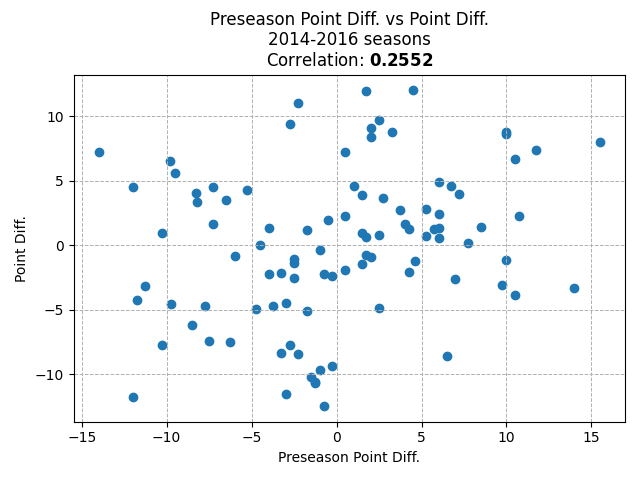 Preseason Point Diff. vs Point Diff.
2014-2016 seasons
Correlation: 0.2552
10
5
0
−5
−10
Point Diff.
−15
−10
−5
0
5
10
15
Preseason Point Diff.